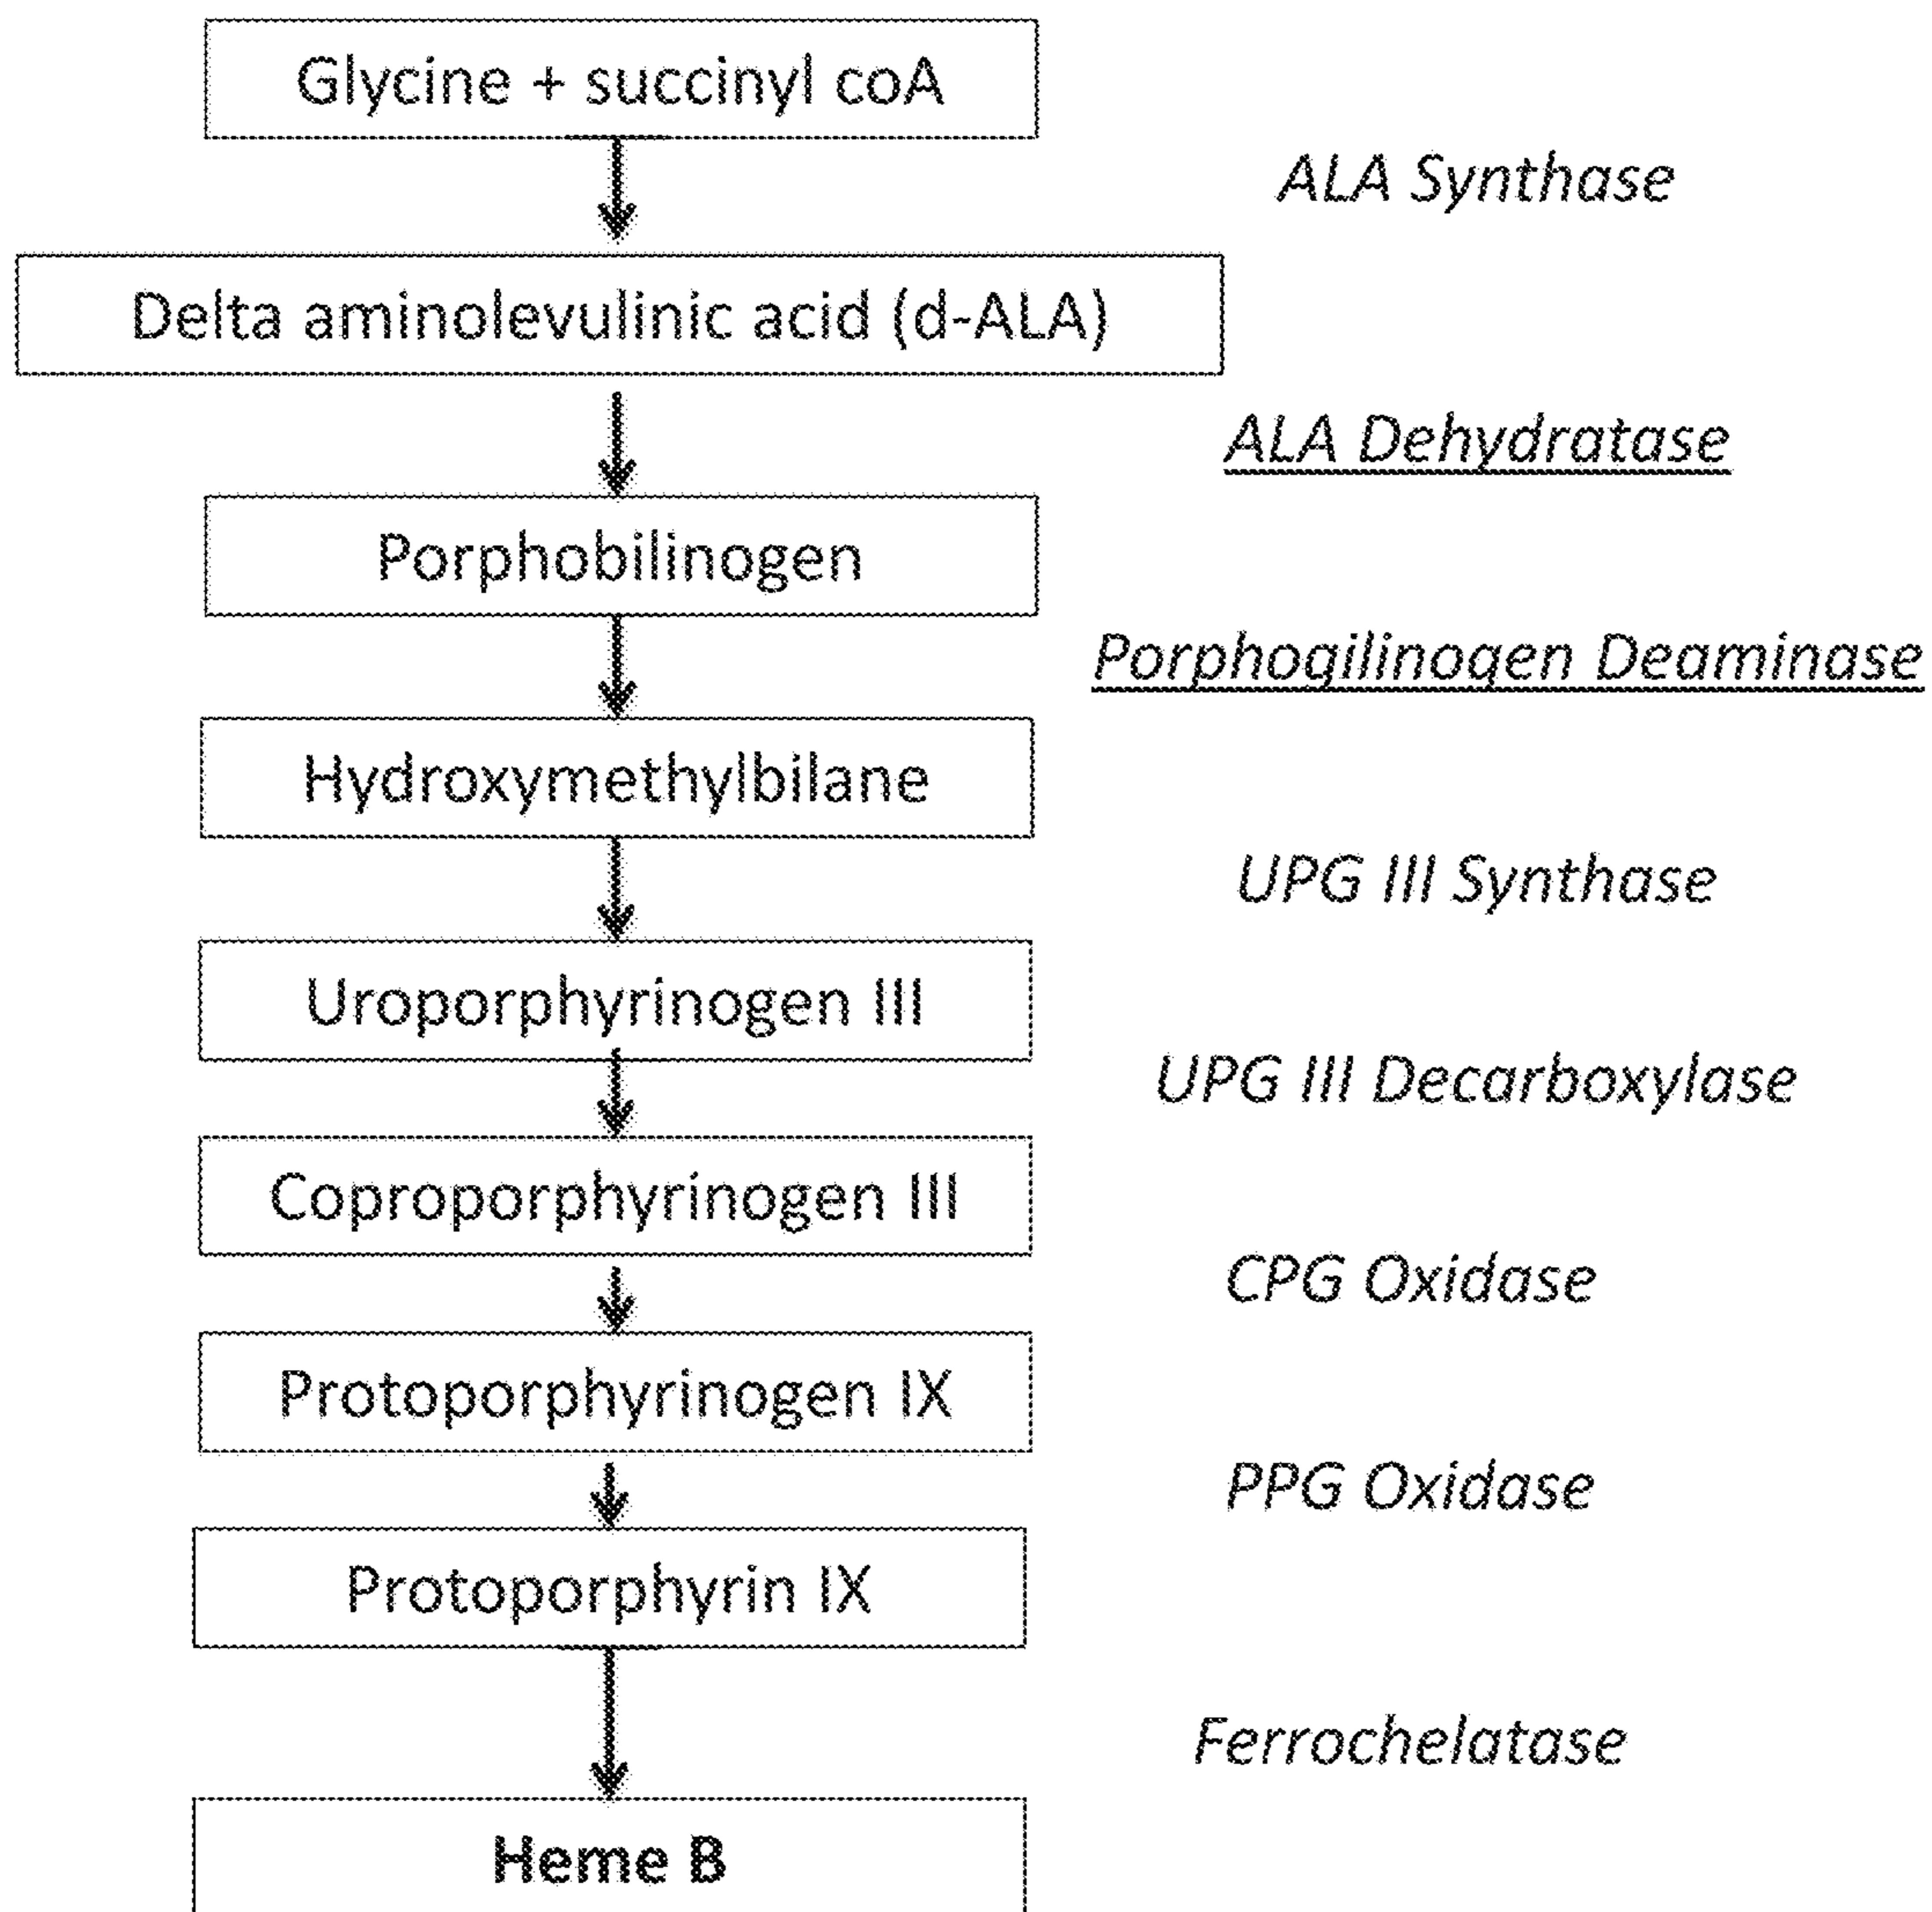 Glycine + succinyl coA
ALA Synthase
Delta aminolevulinic acid (d-ALA)
ALA Dehydratase
Porphobilinogen
Porphogilinogen Deaminase
Hydroxymethylbilane
UPG III Synthase
Uroporphyrinogen III
UPG III Decarboxylase
Coproporphyrinogen III
CPG Oxidase
Protoporphyrinogen IX
PPG Oxidase
Protoporphyrin IX
Ferrochelatase
Heme B